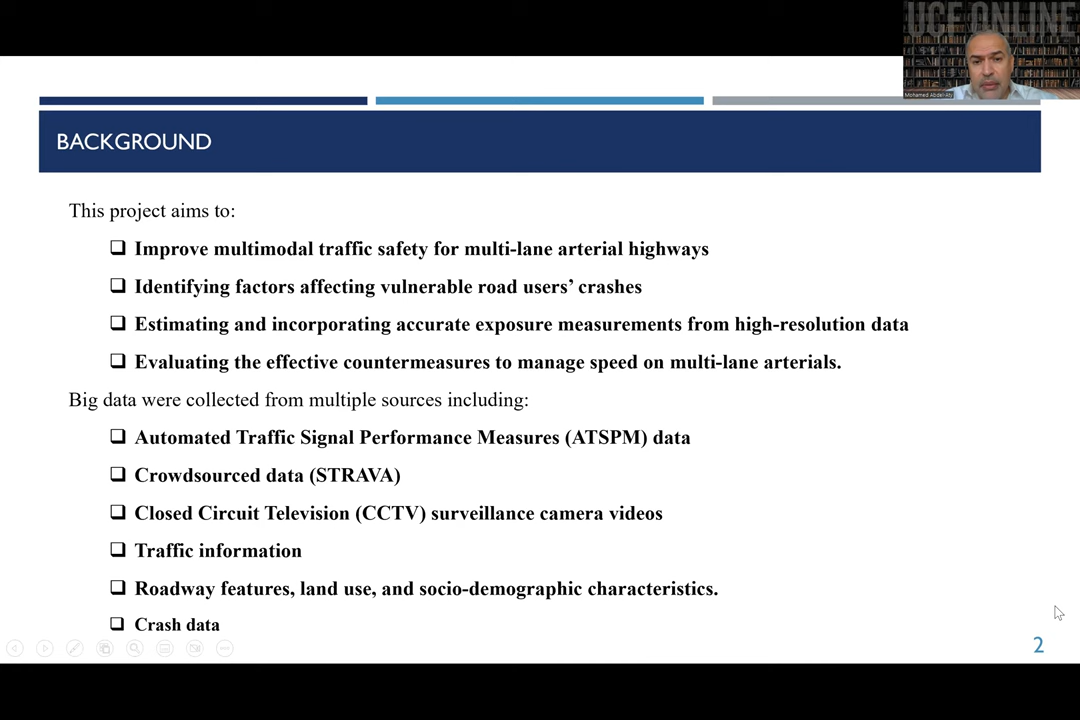 UCF ONLINE
Mohamed Abdel-Aty
BACKGROUND
This project aims to:
Improve multimodal traffic safety for multi-lane arterial highways
Identifying factors affecting vulnerable road users’ crashes
Estimating and incorporating accurate exposure measurements from high-resolution data
Evaluating the effective countermeasures to manage speed on multi-lane arterials.
Big data were collected from multiple sources including:
Automated Traffic Signal Performance Measures (ATSPM) data
Crowdsourced data (STRAVA)
Closed Circuit Television (CCTV) surveillance camera videos
Traffic information
Roadway features, land use, and socio-demographic characteristics.
Crash data
2